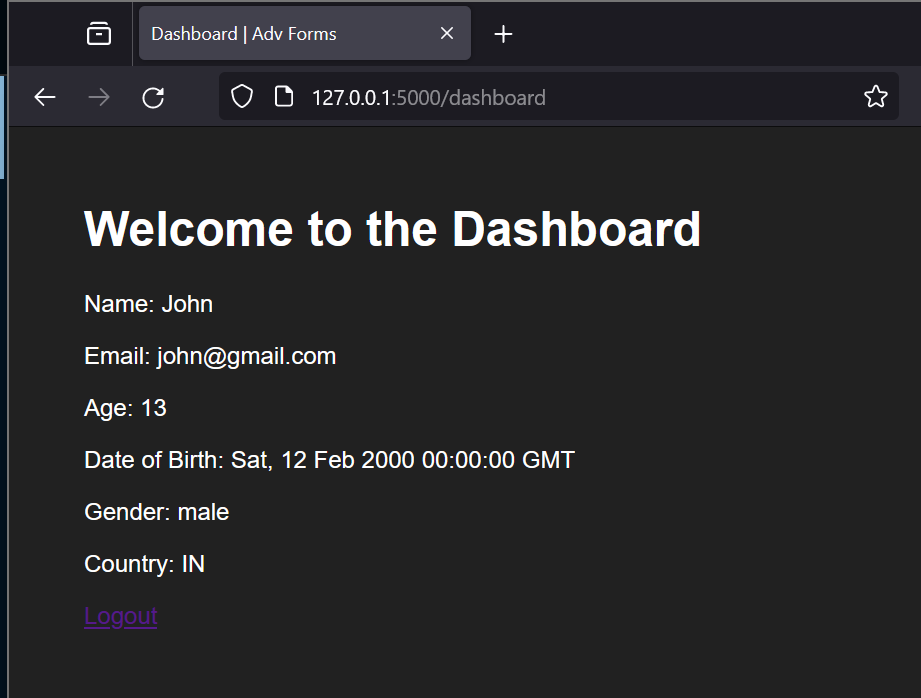 Dashboard | Adv Forms
127.0.0.1:5000/dashboard
Welcome to the Dashboard
Name: John
Email: john@gmail.com
Age: 13
Date of Birth: Sat, 12 Feb 2000 00:00:00 GMT
Gender: male
Country: IN
Logout